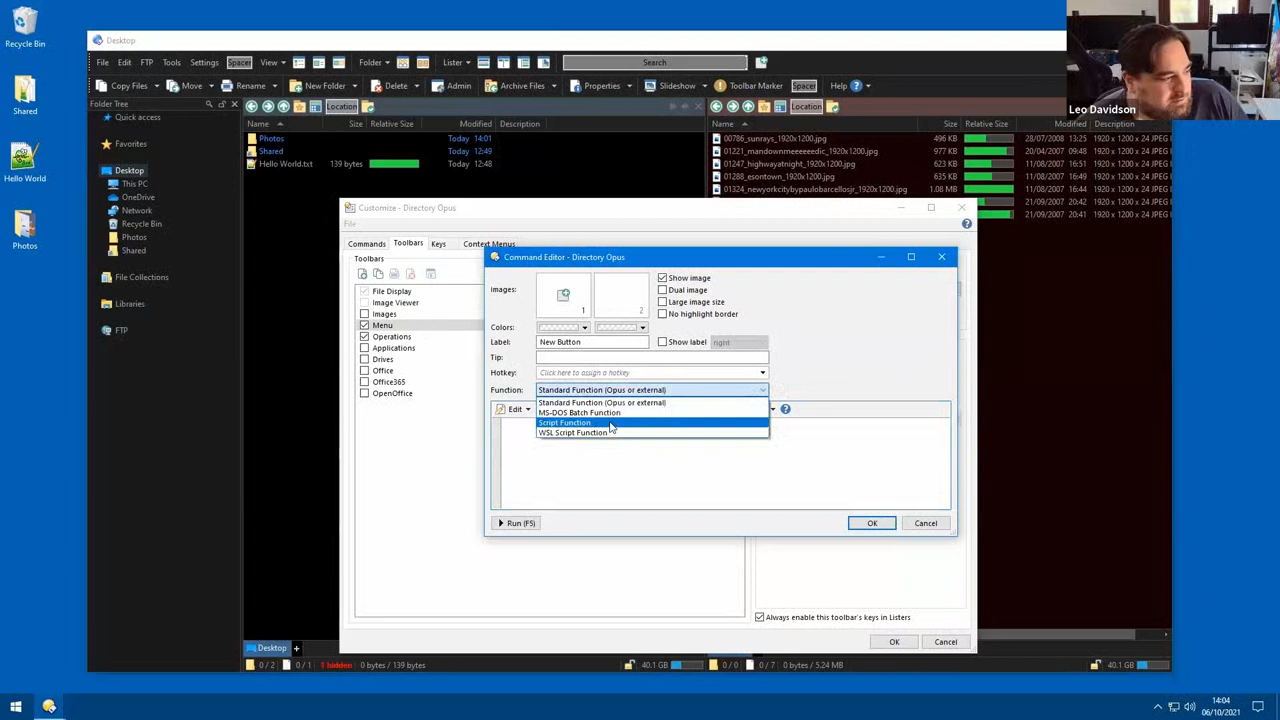 Recycle Bin
Shared
Hello World
Photos
Desktop
File Edit FTP Tools Settings Spacer View Folder Lister Search
Copy Files Move Rename New Folder Delete Admin Archive Files Properties Slideshow Toolbar Marker Spacer Help
Folder Tree
Quick access
Favorites
Desktop
This PC
OneDrive
Network
Recycle Bin
Photos
Shared
File Collections
Libraries
FTP
Location
Name Size Relative Size Modified Description
Photos Today 14:01
Shared Today 12:49
Hello World.txt 139 bytes Today 12:48
Location
Name Size Relative Size Modified Description
00786_sunrays_1920x1200.jpg 496 KB 28/07/2008 13:25 1920 x 1200 x 24 JPEG I
01221_mandownmeeeeedic_1920x1200.jpg 977 KB 20/04/2007 09:48 1920 x 1200 x 24 JPEG I
01247_highwayatnight_1920x1200.jpg 623 KB 11/08/2007 16:51 1920 x 1200 x 24 JPEG I
01288_esontown_1920x1200.jpg 635 KB 11/08/2007 16:49 1920 x 1200 x 24 JPEG I
01324_newyorkcitybypaulobarcellosjr_1920x1200.jpg 1.08 MB 21/09/2007 20:42 1920 x 1200 x 24 JPEG I
21/09/2007 20:41 1920 x 1200 x 24 JPEG I
Leo Davidson
Customize - Directory Opus
File
Commands Toolbars Keys Context Menus
Toolbars
File Display
Image Viewer
Images
Menu
Operations
Applications
Drives
Office
Office365
OpenOffice
Always enable this toolbar's keys in Listers
OK Cancel
Command Editor - Directory Opus
Images: 1 2
Show image
Dual image
Large image size
No highlight border
Colors:
Label: New Button Show label right
Tip:
Hotkey: Click here to assign a hotkey
Function: Standard Function (Opus or external)
Standard Function (Opus or external)
MS-DOS Batch Function
Script Function
WSL Script Function
Edit
Run (F5) OK Cancel
Desktop
0 / 2 0 / 1 1 hidden 0 bytes / 139 bytes 40.1 GB 0 / 0 0 / 7 0 bytes / 5.24 MB 40.1 GB
14:04
06/10/2021